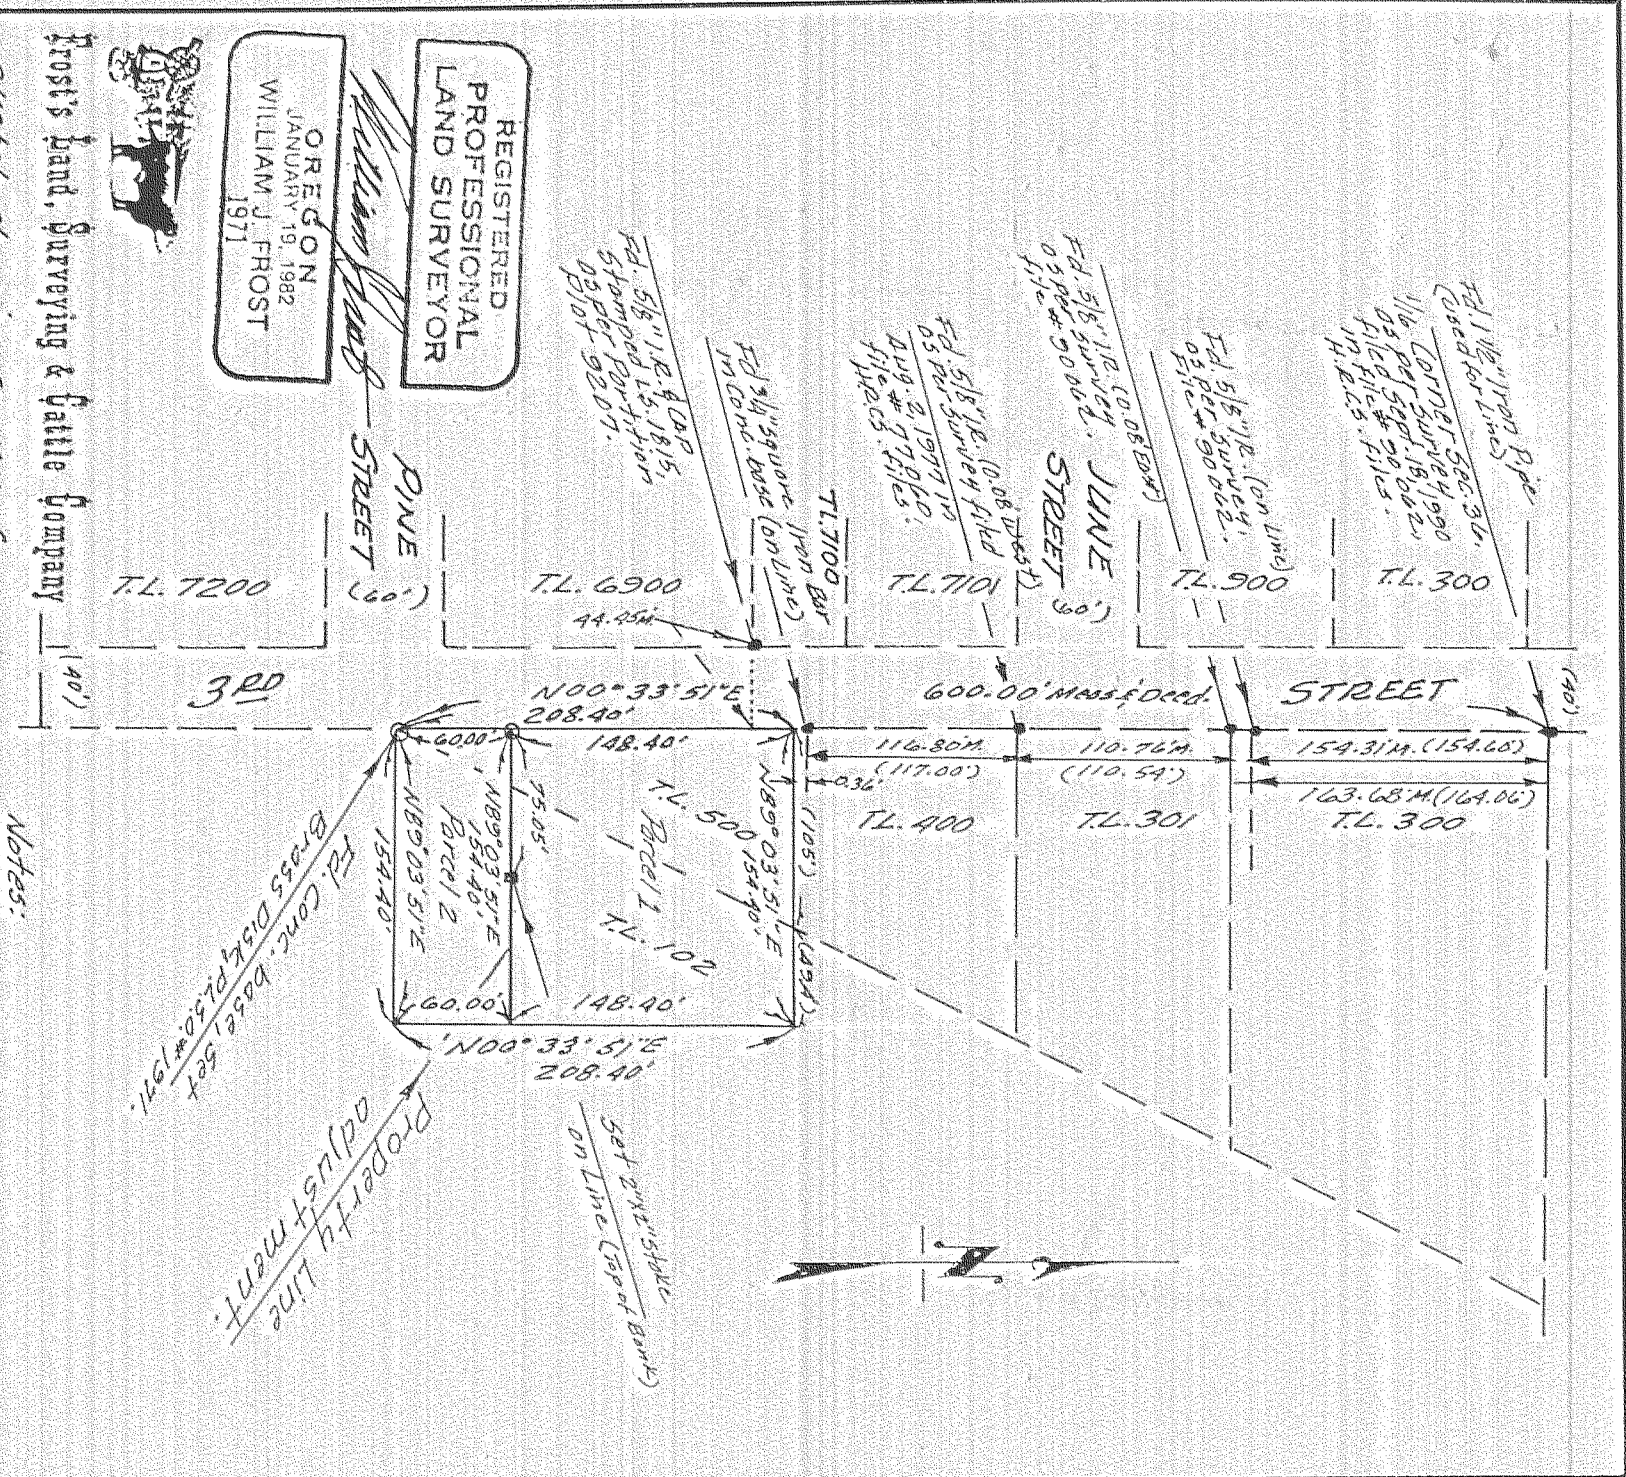 REGISTERED
PROFESSIONAL
LAND SURVEYOR
OREGON
JANUARY 19, 1982
WILLIAM J. FROST
1971
Frost's Land, Surveying & Cattle Company
Fd 1 1/2" Iron Pipe
(Used for Line)
1/16 Corner Sec. 36.
as per Survey
filed Sept. 18, 1990
in file # 90062,
H.R.C.S. files.
Fd. 5/8" I.R. (on Line)
as per Survey.
File # 90062.
Fd. 5/8" I.R. (0.08' East)
as per Survey
file # 90062.
JUNE
STREET
(60')
Fd. 5/8" I.R. (0.08' West)
as per Survey filed
Aug. 2, 1977 in
file # 77060,
H.R.C.S. files.
Fd 3/4" square Iron Bar
in Conc. base (on Line)
Fd. 5/8" I.R. & CAP
Stamped LS 1815,
as per Partition
Plat 92-07.
PINE
STREET
(60')
T.L. 7200
T.L. 6900
T.L. 7100
T.L. 7101
T.L. 900
T.L. 300
44.45 M.
(40')
3RD
STREET
(40')
N00°33'51"E
208.40'
600.00' Meas & Deed.
60.00'
148.40'
116.80 M.
(117.00')
110.76 M.
(110.54')
154.31 M. (154.60')
163.68 M (164.06')
0.36'
T.L. 400
T.L. 301
T.L. 300
N89°03'51"E
154.40'
(105')
(49.4)
T.L. 500
Parcel 1
75.05'
N89°03'51"E
154.40'
Parcel 2
N89°03'51"E
154.40'
60.00'
148.40'
N00°33'51"E
208.40'
Fd. Conc. base, Set
Brass Disk, P.L.S.O. # 1971.
Property Line
adjustment.
Set 2"x2" Stake
on Line (Top of Bank)
N
Notes: